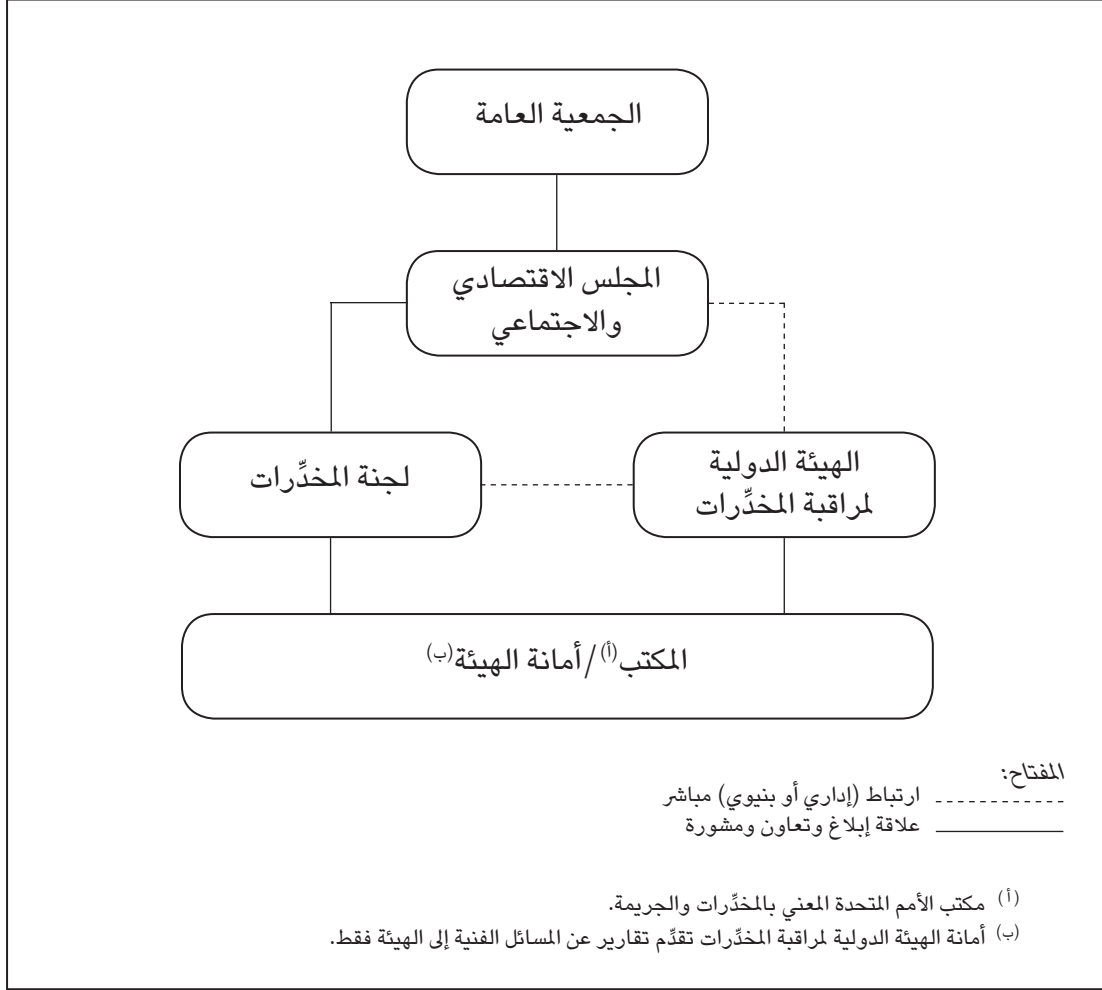 الجمعية العامة
المجلس الاقتصادي
والاجتماعي
الهيئة الدولية
لمراقبة المخدِّرات
لجنة المخدِّرات
المكتب(أ)/أمانة الهيئة(ب)
المفتاح:
ارتباط (إداري أو بنيوي) مباشر
علاقة إبلاغ وتعاون ومشورة
(أ) مكتب الأمم المتحدة المعني بالمخدِّرات والجريمة.
(ب) أمانة الهيئة الدولية لمراقبة المخدِّرات تقدِّم تقارير عن المسائل الفنية إلى الهيئة فقط.